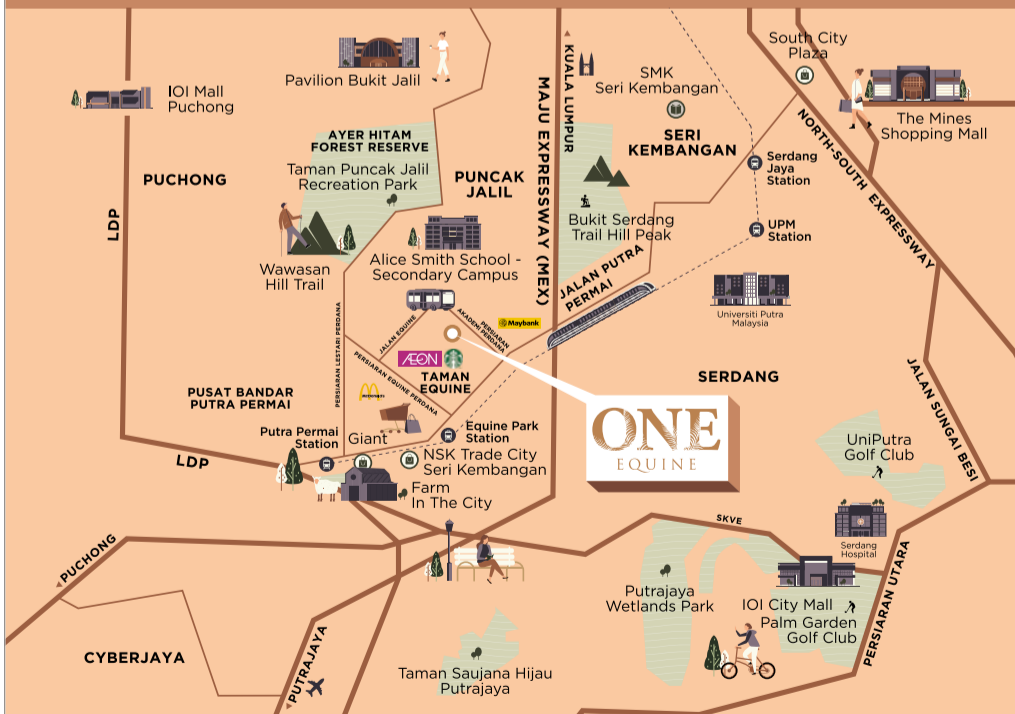 South City
Plaza
Pavilion Bukit Jalil
KUALA LUMPUR
SMK
Seri Kembangan
IOI Mall
Puchong
The Mines
Shopping Mall
AYER HITAM
FOREST RESERVE
MAJU EXPRESSWAY (MEX)
SERI
KEMBANGAN
NORTH-SOUTH EXPRESSWAY
Taman Puncak Jalil
Recreation Park
PUNCAK
JALIL
Serdang
Jaya
Station
PUCHONG
LDP
Bukit Serdang
Trail Hill Peak
UPM
Station
Wawasan
Hill Trail
Alice Smith School -
Secondary Campus
JALAN PUTRA
PERMAI
Universiti Putra
Malaysia
PERSIARAN LESTARI PERDANA
JALAN EQUINE
PERSIARAN
AKADEMI PERDANA
Maybank
ÆON
TAMAN
EQUINE
PERSIARAN EQUINE PERDANA
SERDANG
JALAN SUNGAI BESI
PUSAT BANDAR
PUTRA PERMAI
McDonald's
ONE
EQUINE
Putra Permai
Station
Giant
Equine Park
Station
NSK Trade City
Seri Kembangan
LDP
UniPutra
Golf Club
Farm
In The City
SKVE
Serdang
Hospital
PUCHONG
PERSIARAN UTARA
Putrajaya
Wetlands Park
IOI City Mall
Palm Garden
Golf Club
CYBERJAYA
PUTRAJAYA
Taman Saujana Hijau
Putrajaya